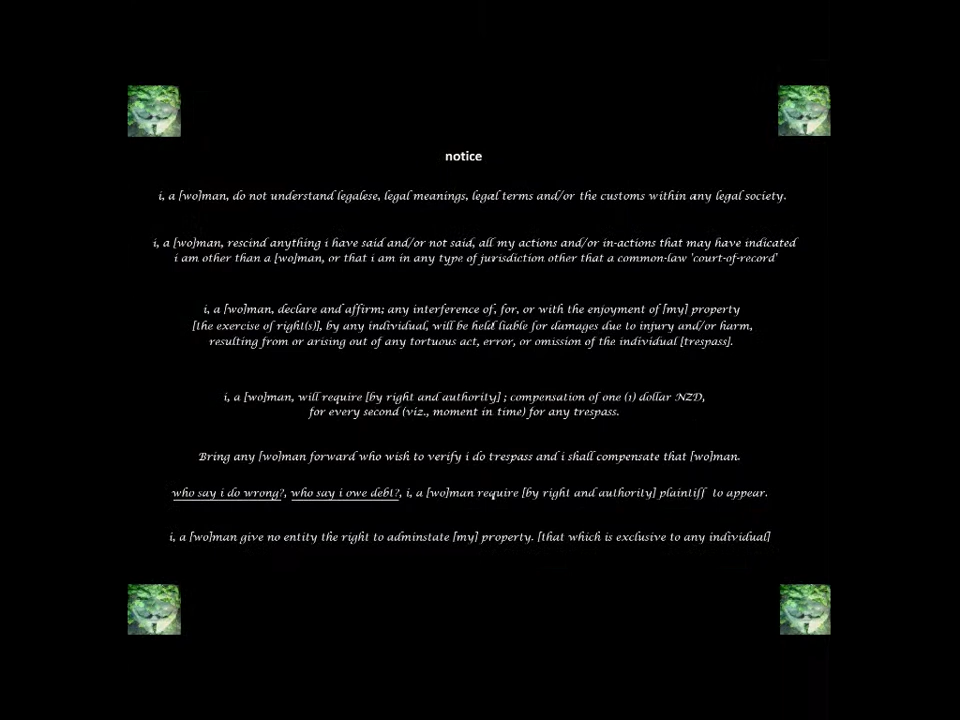 notice
i, a [wo]man, do not understand legalese, legal meanings, legal terms and/or the customs within any legal society.
i, a [wo]man, rescind anything i have said and/or not said, all my actions and/or in-actions that may have indicated
i am other than a [wo]man, or that i am in any type of jurisdiction other that a common-law 'court-of-record'
i, a [wo]man, declare and affirm; any interference of, for, or with the enjoyment of [my] property
[the exercise of right(s)], by any individual, will be held liable for damages due to injury and/or harm,
resulting from or arising out of any tortuous act, error, or omission of the individual [trespass].
i, a [wo]man, will require [by right and authority] ; compensation of one (1) dollar NZD,
for every second (viz., moment in time) for any trespass.
Bring any [wo]man forward who wish to verify i do trespass and i shall compensate that [wo]man.
who say i do wrong?, who say i owe debt?, i, a [wo]man require [by right and authority] plaintiff to appear.
i, a [wo]man give no entity the right to adminstate [my] property. [that which is exclusive to any individual]